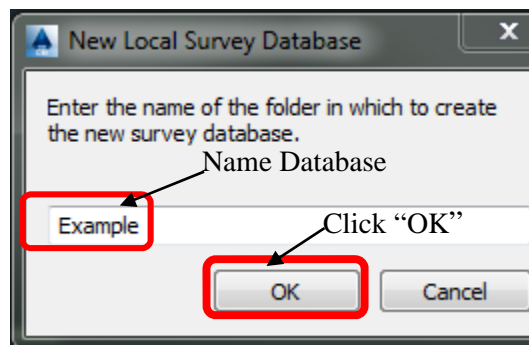 New Local Survey Database
X
Enter the name of the folder in which to create
the new survey database.
Name Database
Example
Click “OK”
OK Cancel